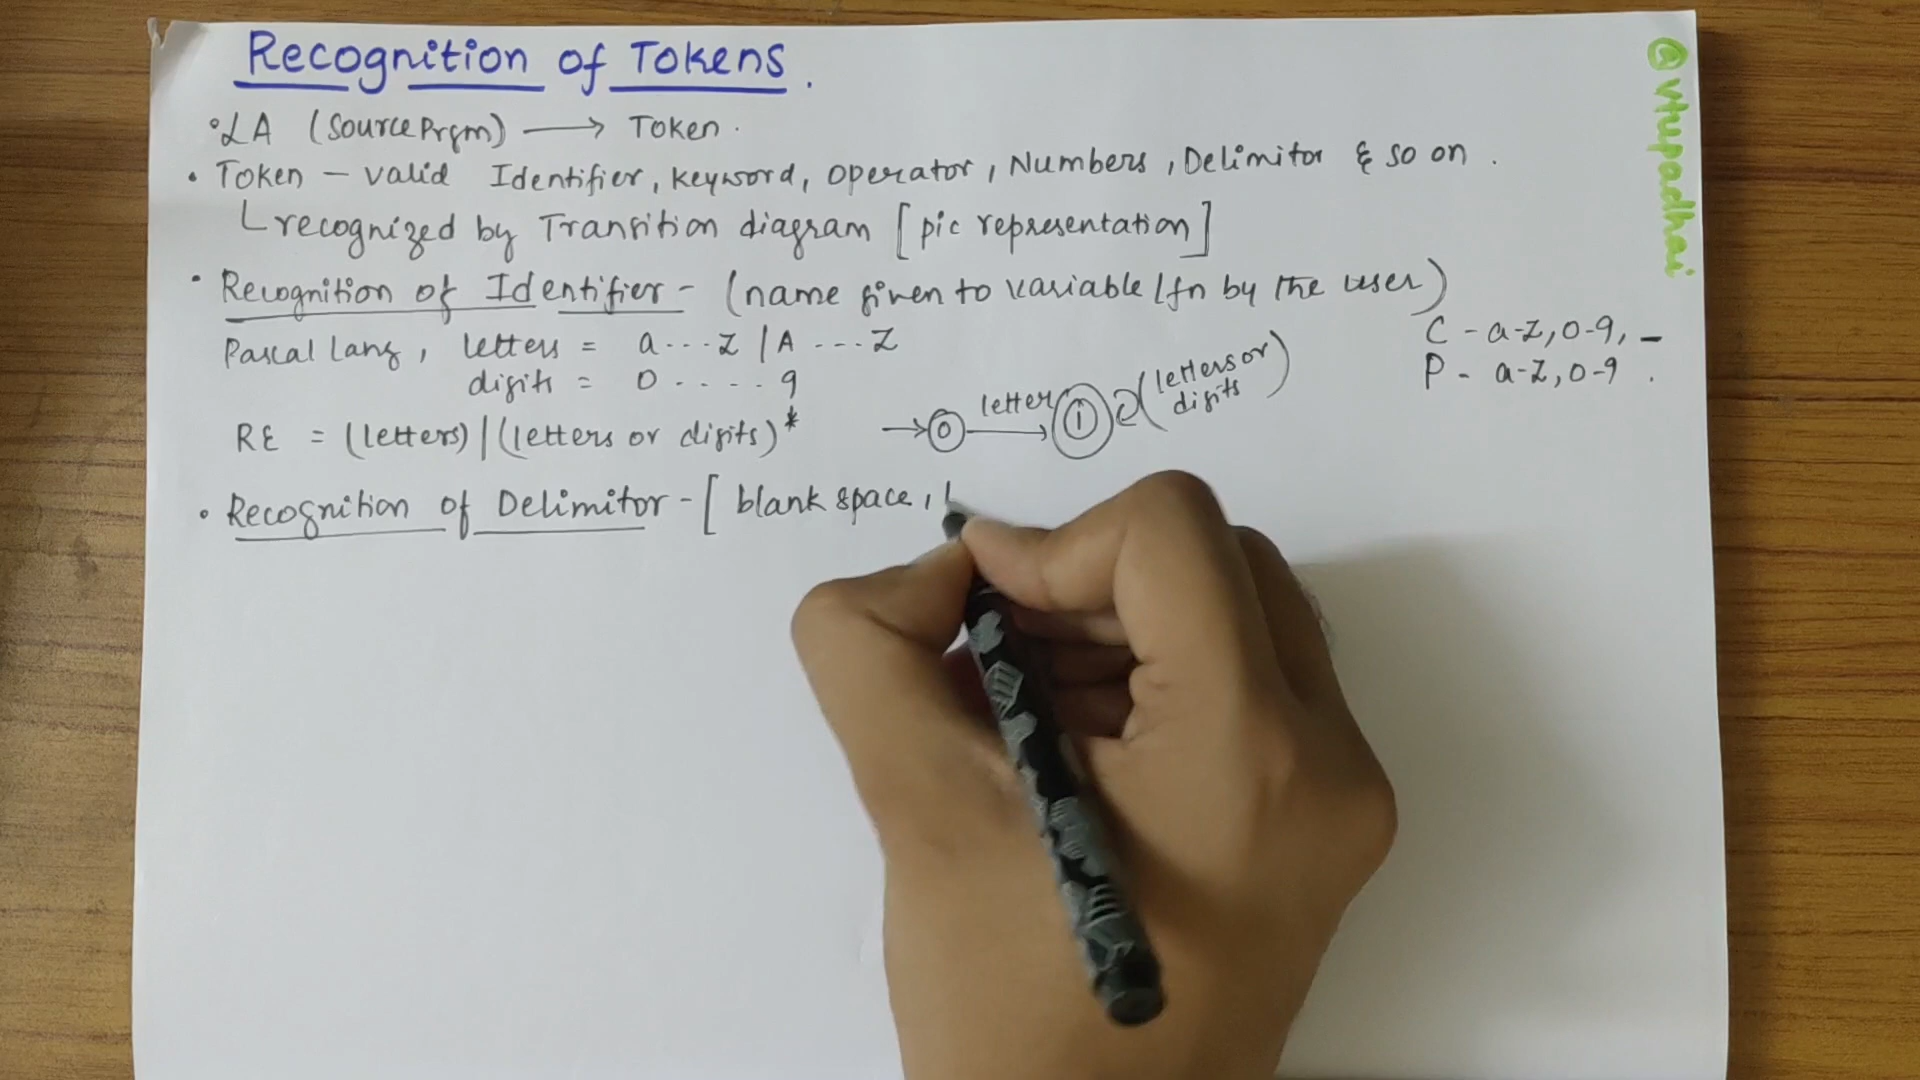 Recognition of Tokens.
• LA (Source Prgm) ⟶ Token.
• Token – valid Identifier, keyword, operator, Numbers, Delimitor & so on.
recognized by Transition diagram [pic representation]
• Recognition of Identifier - (name given to variable/fn by the user)
Pascal Lang, letters = a...z | A ---z
digits = 0.....9
C - a-z, 0-9, _
P - a-z, 0-9.
RE = (letters)|(letters or digits)*
→ 0 letter → 1 (letters or
digits)
• Recognition of Delimitor - [blank space,
@vtupadhai